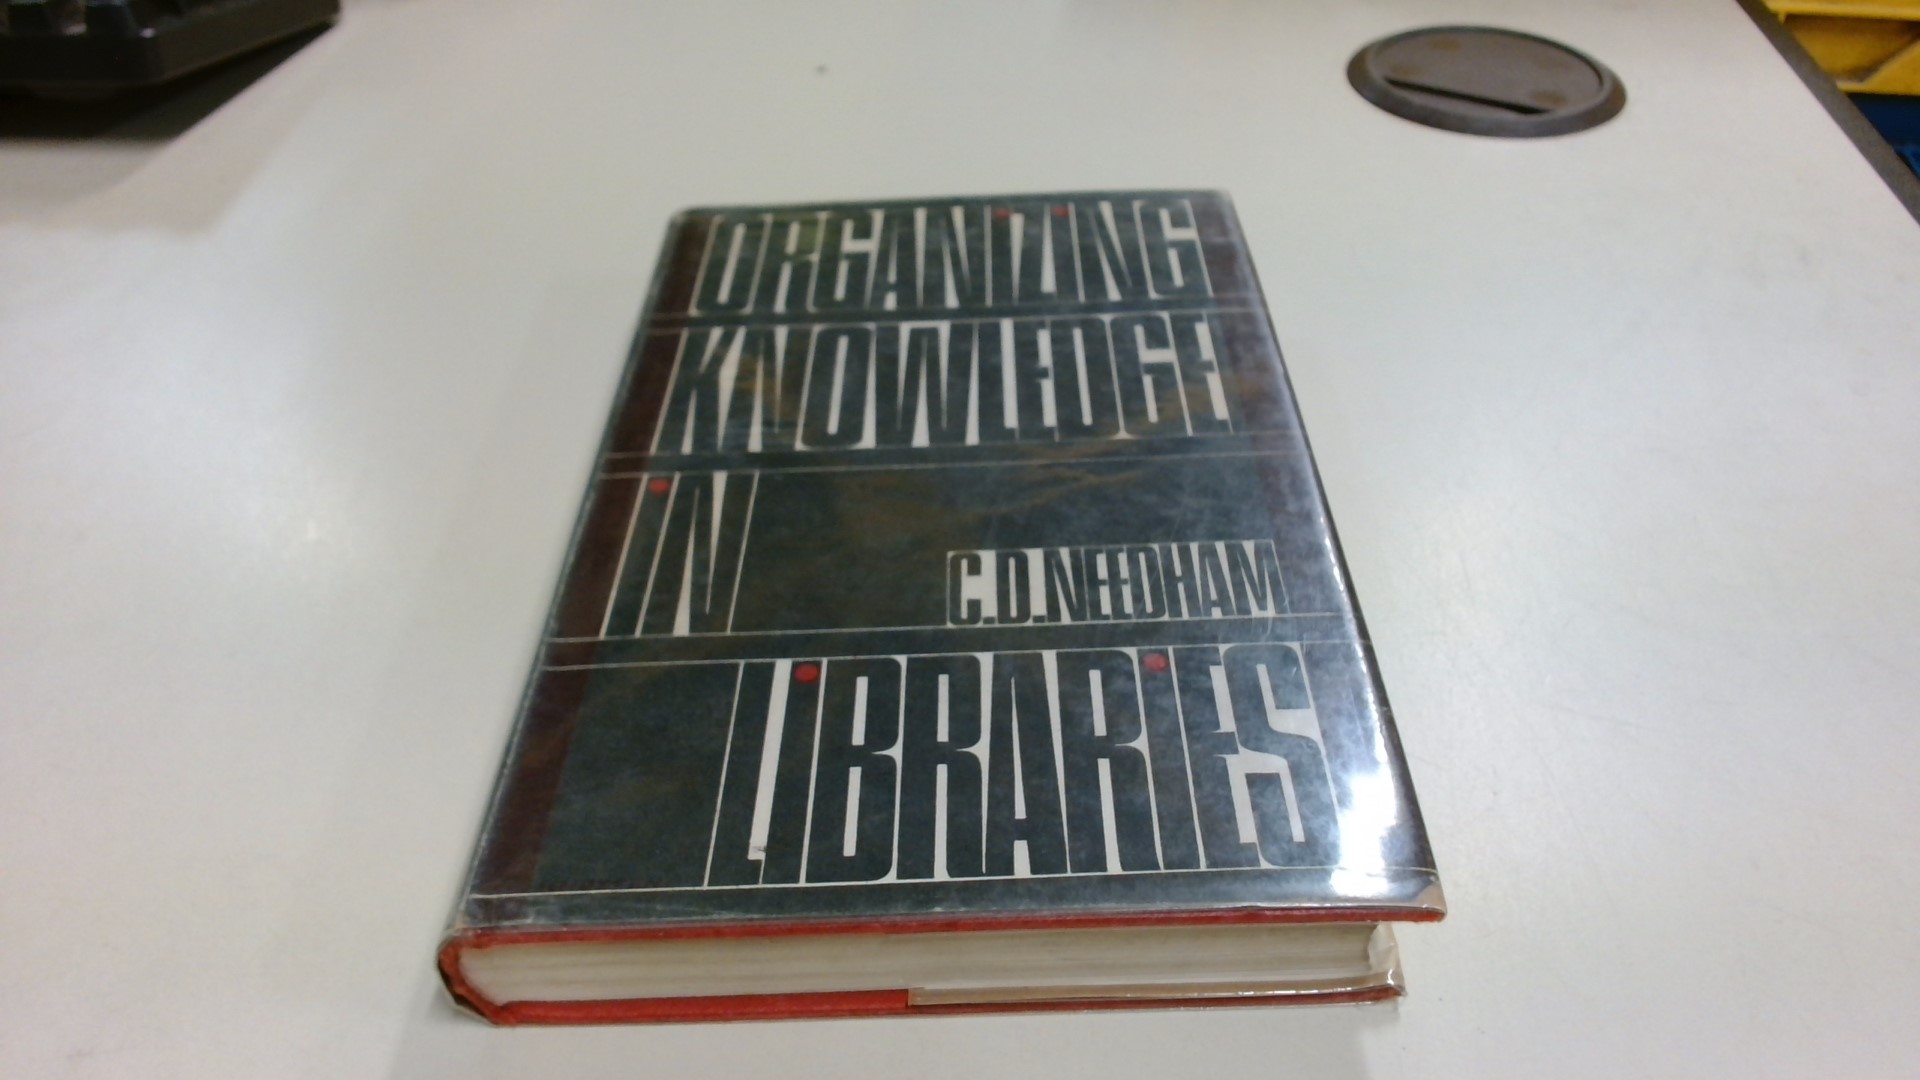 ORGANiZiNG
KNOWLEDGE
iN
C.D.NEEDHAM
LiBRARiES